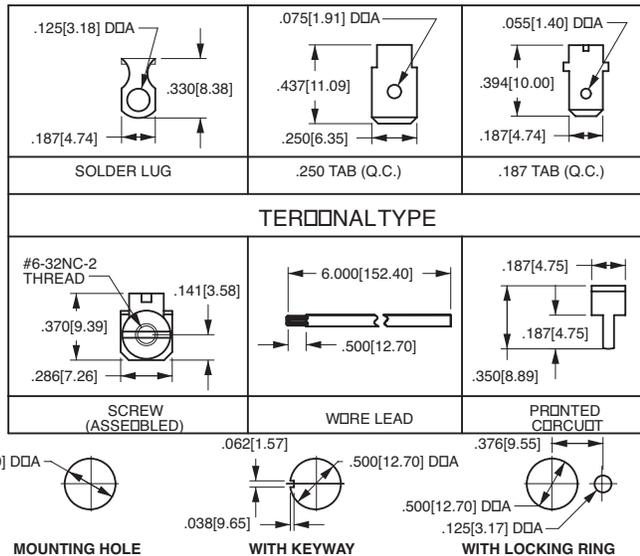 .125[3.18] D□A
.330[8.38]
.187[4.74]
SOLDER LUG
.075[1.91] D□A
.437[11.09]
.250[6.35]
.250 TAB (Q.C.)
.055[1.40] D□A
.394[10.00]
.187[4.74]
.187 TAB (Q.C.)
TER□□NAL TYPE
#6-32NC-2
THREAD
.141[3.58]
.370[9.39]
.286[7.26]
SCREW
(ASSE□BLED)
6.000[152.40]
.500[12.70]
W□RE LEAD
.187[4.75]
.187[4.75]
.350[8.89]
PR□NTED
C□RCU□T
] D□A
MOUNTING HOLE
.062[1.57]
.500[12.70] D□A
.038[9.65]
WITH KEYWAY
.376[9.55]
.500[12.70] D□A
.125[3.17] D□A
WITH LOCKING RING